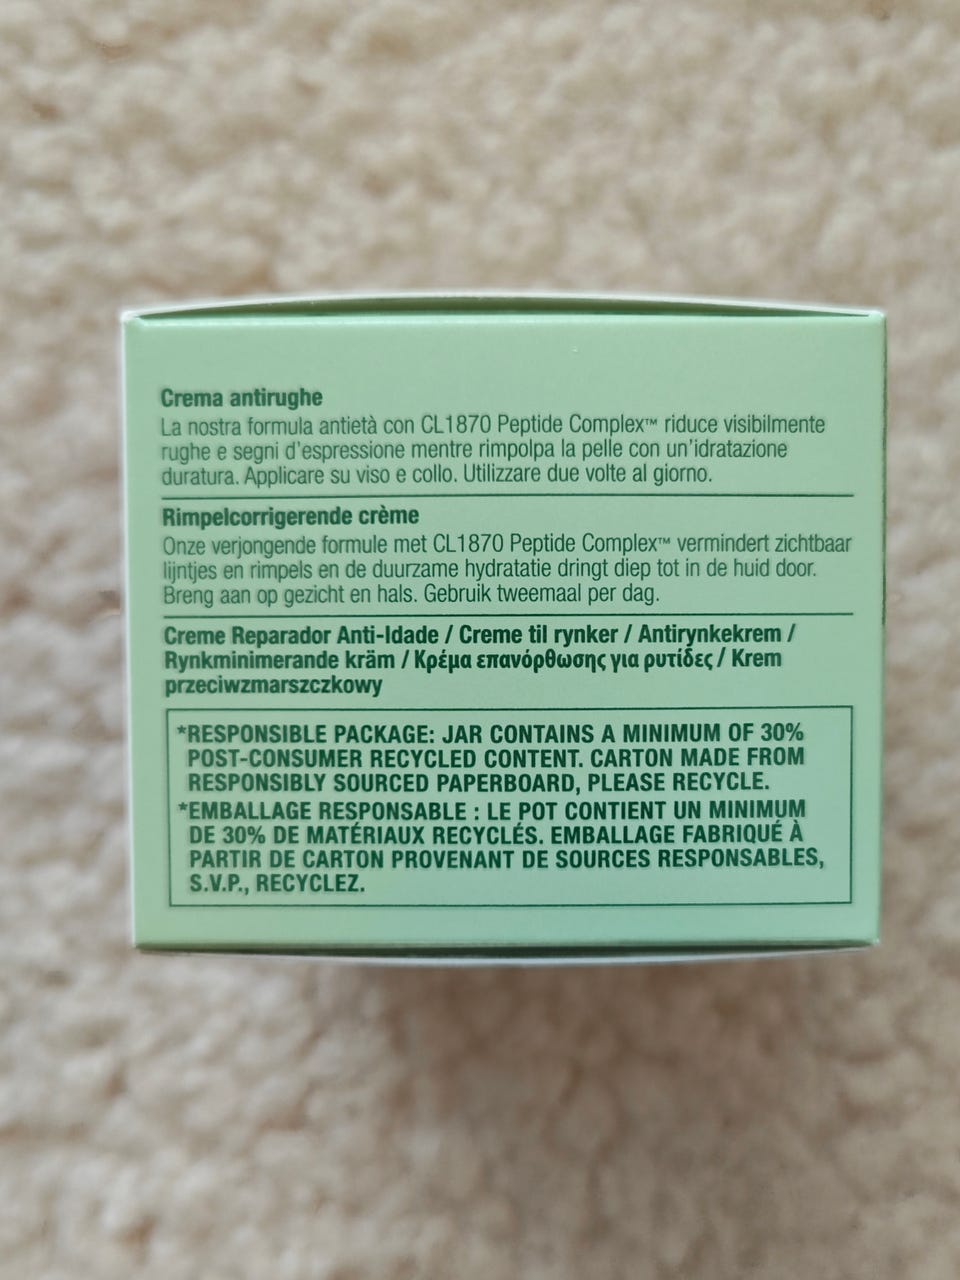 Crema antirughe
La nostra formula antietà con CL1870 Peptide Complex™ riduce visibilmente
rughe e segni d'espressione mentre rimpolpa la pelle con un'idratazione
duratura. Applicare su viso e collo. Utilizzare due volte al giorno.
Rimpelcorrigerende crème
Onze verjongende formule met CL1870 Peptide Complex™ vermindert zichtbaar
lijntjes en rimpels en de duurzame hydratatie dringt diep tot in de huid door.
Breng aan op gezicht en hals. Gebruik tweemaal per dag.
Creme Reparador Anti-Idade / Creme til rynker / Antirynkekrem /
Rynkminimerande kräm / Κρέμα επανόρθωσης για ρυτίδες / Krem
przeciwzmarszczkowy
*RESPONSIBLE PACKAGE: JAR CONTAINS A MINIMUM OF 30%
POST-CONSUMER RECYCLED CONTENT. CARTON MADE FROM
RESPONSIBLY SOURCED PAPERBOARD, PLEASE RECYCLE.
*EMBALLAGE RESPONSABLE : LE POT CONTIENT UN MINIMUM
DE 30% DE MATÉRIAUX RECYCLÉS. EMBALLAGE FABRIQUÉ À
PARTIR DE CARTON PROVENANT DE SOURCES RESPONSABLES,
S.V.P., RECYCLEZ.